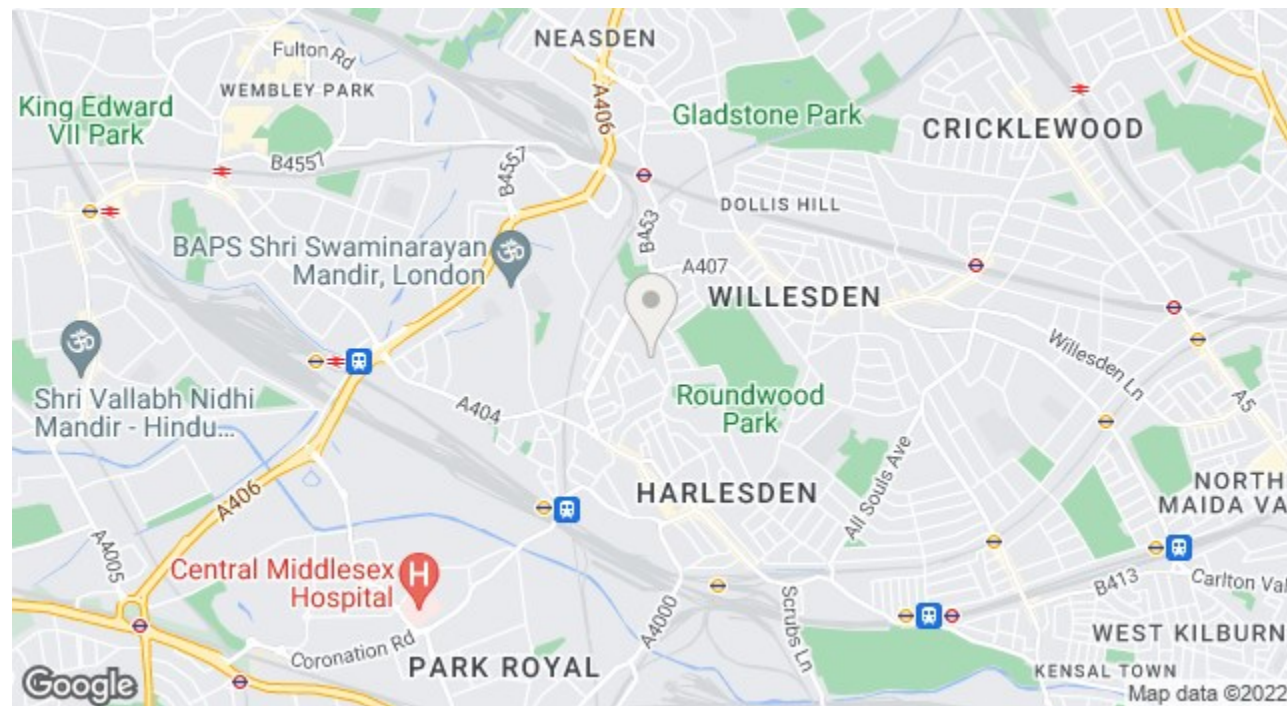 NEASDEN
Fulton Rd
WEMBLEY PARK
King Edward
VII Park
A406
Gladstone Park
CRICKLEWOOD
B4557
B4557
DOLLIS HILL
B453
BAPS Shri Swaminarayan
Mandir, London
A407
WILLESDEN
Willesden Ln
Shri Vallabh Nidhi
Mandir - Hindu...
A404
Roundwood
Park
A5
A406
HARLESDEN
All Souls Ave
NORTH
MAIDA VA
A4005
Central Middlesex
Hospital
H
B413
Carlton Val
A4000
Scrubs Ln
Coronation Rd
PARK ROYAL
WEST KILBURN
KENSAL TOWN
Google
Map data ©2022